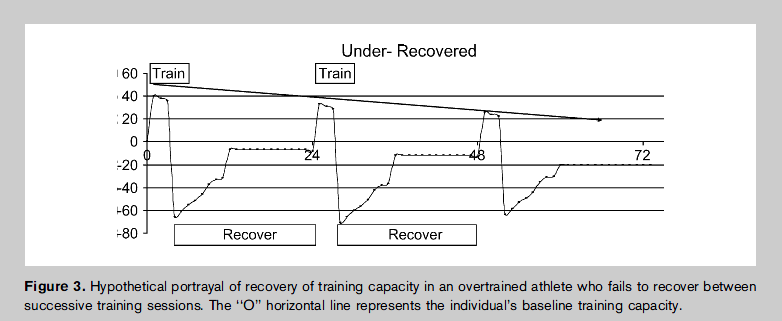 Under- Recovered
60
Train
Train
40
20
0
0
24
48
72
-20
-40
-60
-80
Recover
Recover
Figure 3. Hypothetical portrayal of recovery of training capacity in an overtrained athlete who fails to recover between
successive training sessions. The ‘‘O’’ horizontal line represents the individual’s baseline training capacity.